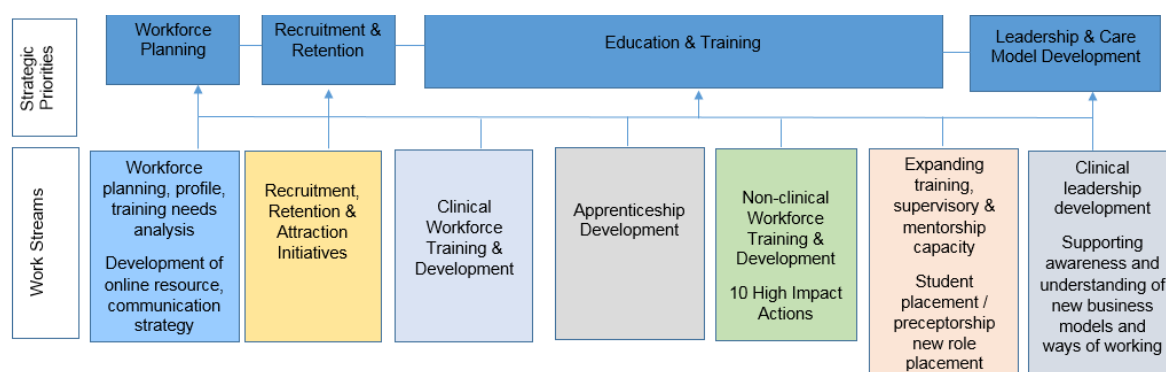 Strategic
Priorities
Workforce
Planning
Recruitment &
Retention
Education & Training
Leadership & Care
Model Development
Work Streams
Workforce
planning, profile,
training needs
analysis
Development of
online resource,
communication
strategy
Recruitment,
Retention &
Attraction
Initiatives
Clinical
Workforce
Training &
Development
Apprenticeship
Development
Non-clinical
Workforce
Training &
Development
10 High Impact
Actions
Expanding
training,
supervisory &
mentorship
capacity
Student
placement /
preceptorship
new role
placement
Clinical
leadership
development
Supporting
awareness and
understanding of
new business
models and
ways of working